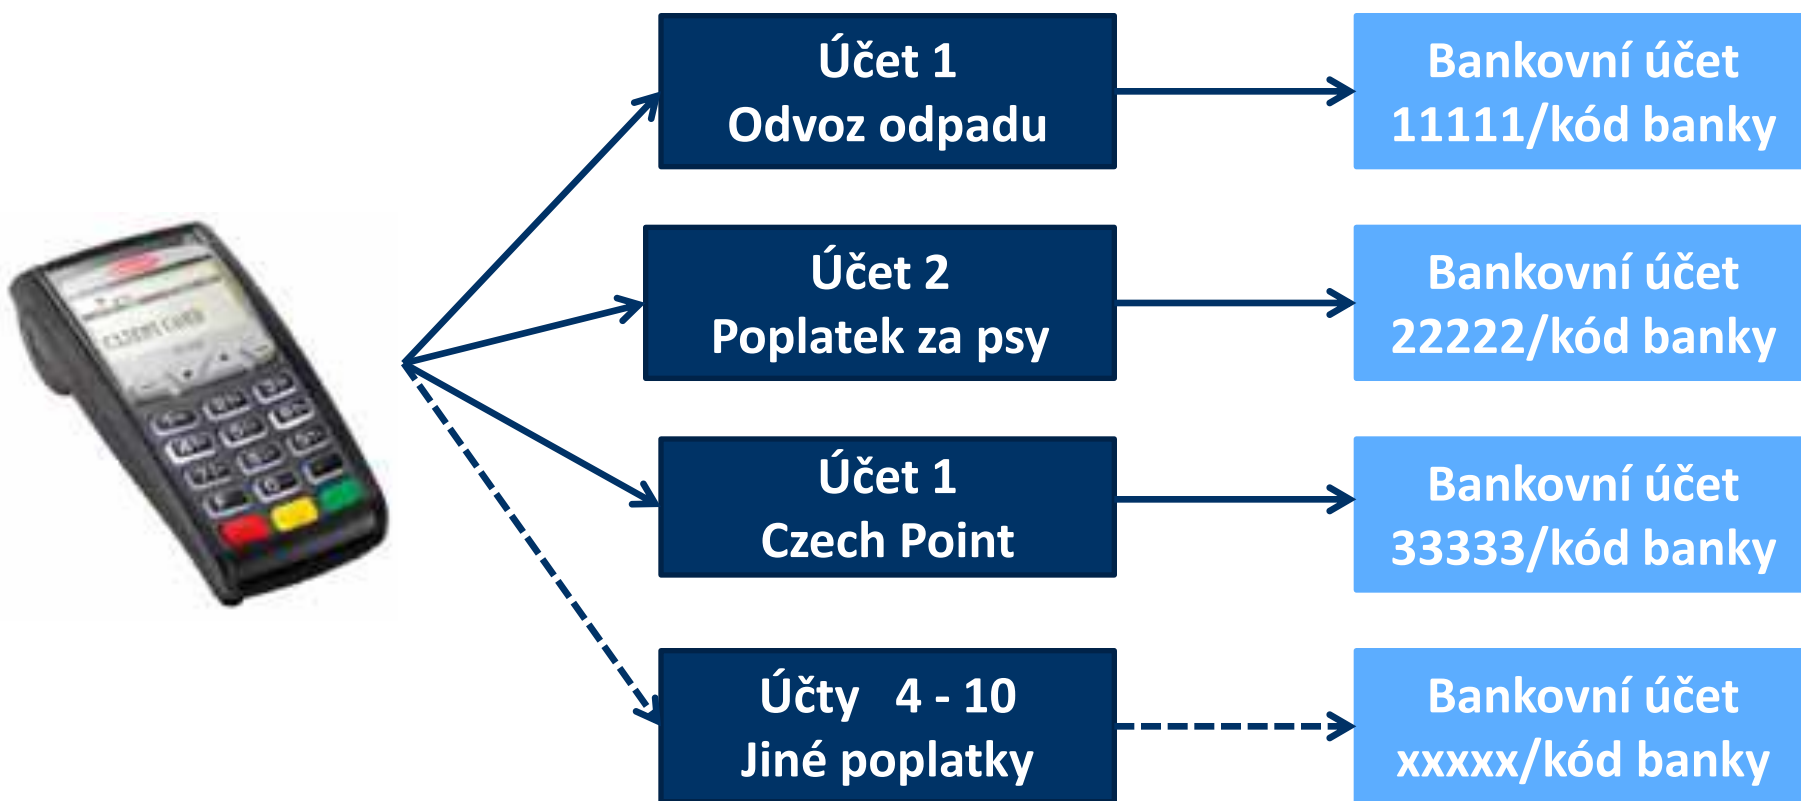 Účet 1
Odvoz odpadu
Bankovní účet
11111/kód banky
Účet 2
Poplatek za psy
Bankovní účet
22222/kód banky
Účet 1
Czech Point
Bankovní účet
33333/kód banky
Účty 4 - 10
Jiné poplatky
Bankovní účet
xxxxx/kód banky